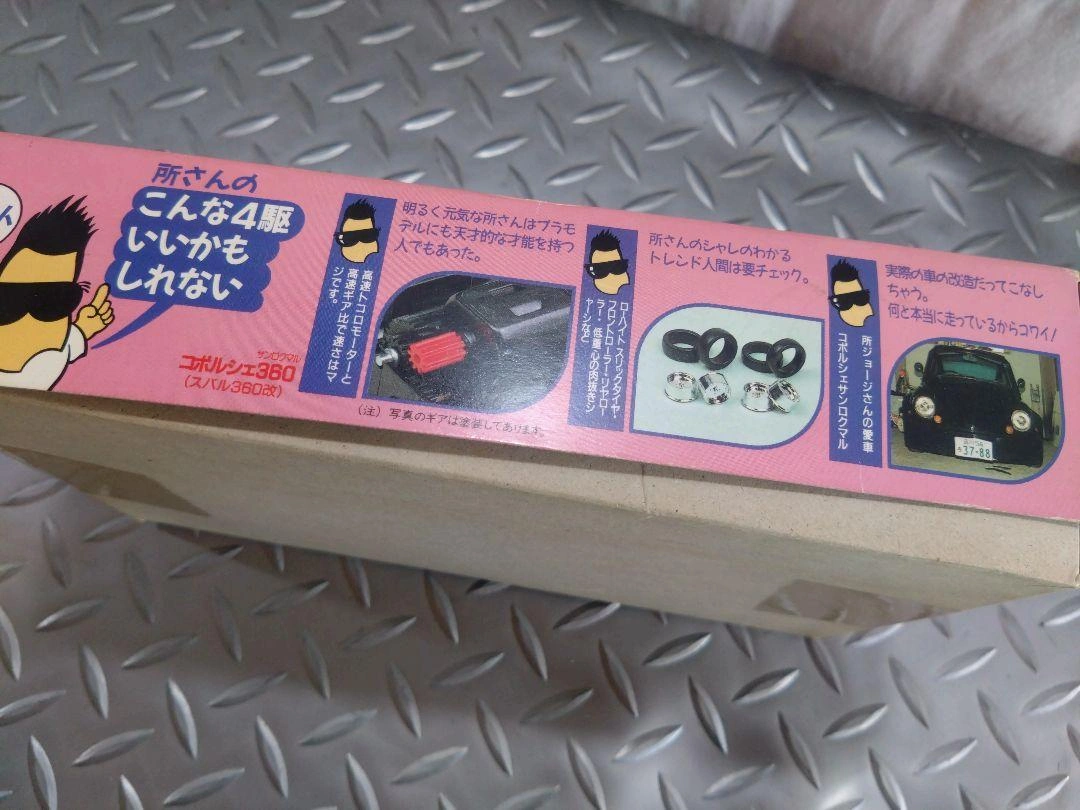 ん
所さんの
こんな4駆
いいかも
しれない
サンロクマル
コポルシェ360
(スバル360改)
高速トコロモーターと
高速ギア比で速さはマ
ジです。
明るく元気な所さんはプラモ
デルにも天才的な才能を持つ
人でもあった。
(注) 写真のギアは塗装してあります。
ロハイトスリックタイヤ・
フロントローラー・リヤロー
ラー・低重心の肉抜きシ
ャーシなど
所さんのシャレのわかる
トレンド人間は要チェック。
所ジョージさんの愛車
コポルシェサンロクマル
実際の車の改造だってこなし
ちゃう。
何と本当に走っているからコワイ!
37-88